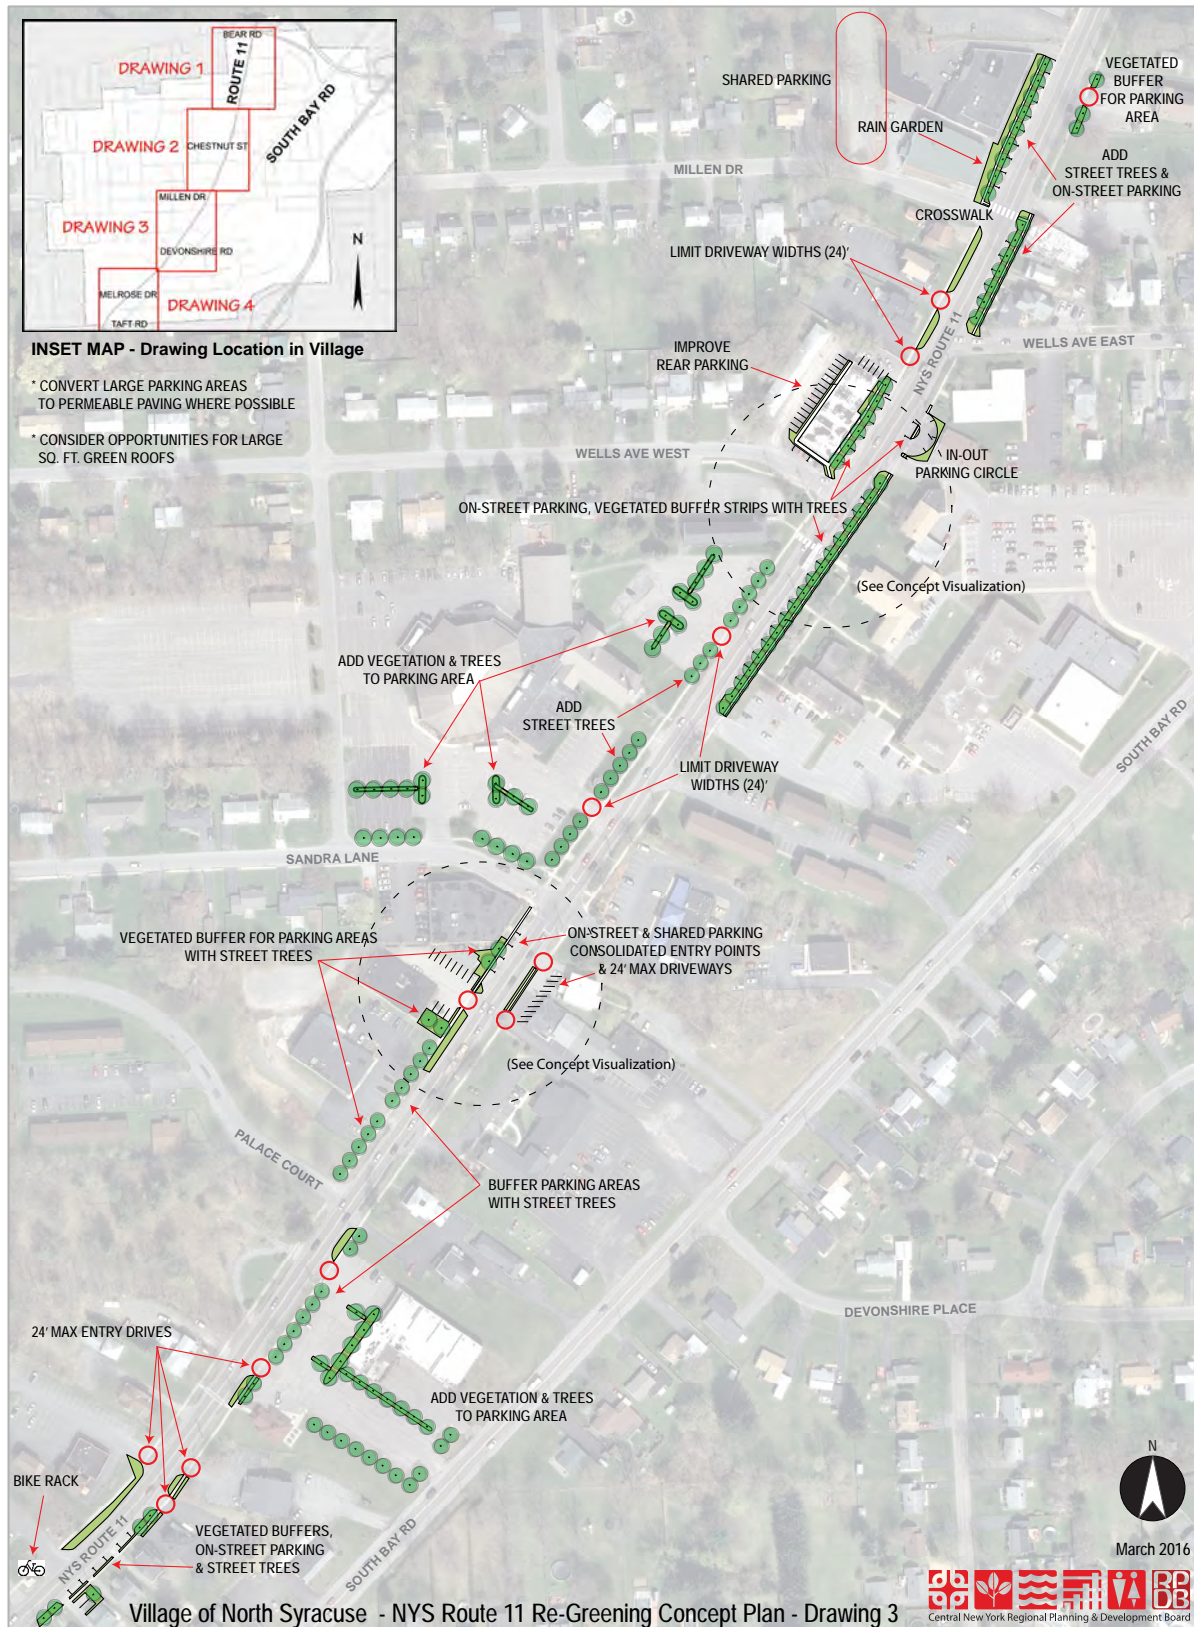 BEAR RD
DRAWING 1
ROUTE 11
SOUTH BAY RD
DRAWING 2
CHESTNUT ST
MILLEN DR
DRAWING 3
DEVONSHIRE RD
N
MELROSE DR
DRAWING 4
TAFT RD
INSET MAP - Drawing Location in Village
* CONVERT LARGE PARKING AREAS
TO PERMEABLE PAVING WHERE POSSIBLE
* CONSIDER OPPORTUNITIES FOR LARGE
SQ. FT. GREEN ROOFS
SHARED PARKING
VEGETATED
BUFFER
FOR PARKING
AREA
RAIN GARDEN
ADD
STREET TREES &
ON-STREET PARKING
MILLEN DR
CROSSWALK
LIMIT DRIVEWAY WIDTHS (24)'
NYS ROUTE 11
WELLS AVE EAST
IMPROVE
REAR PARKING
WELLS AVE WEST
IN-OUT
PARKING CIRCLE
ON-STREET PARKING, VEGETATED BUFFER STRIPS WITH TREES
(See Concept Visualization)
ADD VEGETATION & TREES
TO PARKING AREA
ADD
STREET TREES
SOUTH BAY RD
LIMIT DRIVEWAY
WIDTHS (24)'
SANDRA LANE
VEGETATED BUFFER FOR PARKING AREAS
WITH STREET TREES
ON-STREET & SHARED PARKING
CONSOLIDATED ENTRY POINTS
& 24' MAX DRIVEWAYS
(See Concept Visualization)
PALACE COURT
BUFFER PARKING AREAS
WITH STREET TREES
DEVONSHIRE PLACE
24' MAX ENTRY DRIVES
ADD VEGETATION & TREES
TO PARKING AREA
BIKE RACK
NYS ROUTE 11
VEGETATED BUFFERS,
ON-STREET PARKING
& STREET TREES
SOUTH BAY RD
N
March 2016
Village of North Syracuse - NYS Route 11 Re-Greening Concept Plan - Drawing 3
RP
DB
Central New York Regional Planning & Development Board